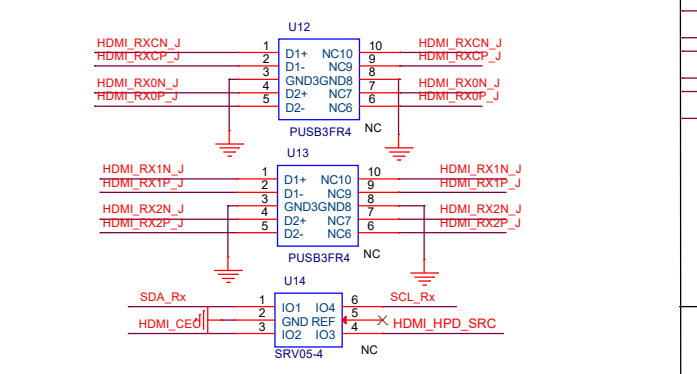 U12
HDMI_RXCN_J 1 D1+ NC10 10 HDMI_RXCN_J
HDMI_RXCP_J 2 D1- NC9 9 HDMI_RXCP_J
3 GND3 GND8 8
HDMI_RX0N_J 4 D2+ NC7 7 HDMI_RX0N_J
HDMI_RX0P_J 5 D2- NC6 6 HDMI_RX0P_J
PUSB3FR4 NC
U13
HDMI_RX1N_J 1 D1+ NC10 10 HDMI_RX1N_J
HDMI_RX1P_J 2 D1- NC9 9 HDMI_RX1P_J
3 GND3 GND8 8
HDMI_RX2N_J 4 D2+ NC7 7 HDMI_RX2N_J
HDMI_RX2P_J 5 D2- NC6 6 HDMI_RX2P_J
PUSB3FR4 NC
U14
SDA_Rx 1 IO1 IO4 6 SCL_Rx
2 GND REF 5
HDMI_CEC 3 IO2 IO3 4 HDMI_HPD_SRC
SRV05-4 NC